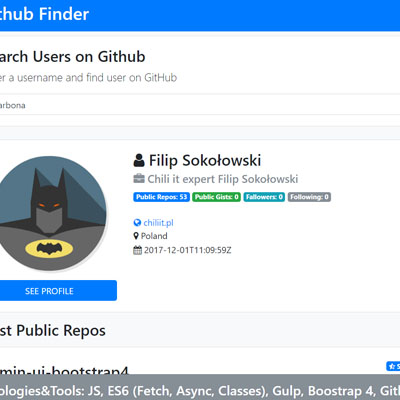 thub Finder
arch Users on Github
er a username and find user on GitHub
arbona
Filip Sokołowski
Chili it expert Filip Sokołowski
Public Repos: 53 Public Gists: 0 Followers: 0 Following: 0
chiliit.pl
Poland
2017-12-01T11:09:59Z
SEE PROFILE
st Public Repos
min-ui-bootstrap4
ologies&Tools: JS, ES6 (Fetch, Async, Classes), Gulp, Boostrap 4, Gith